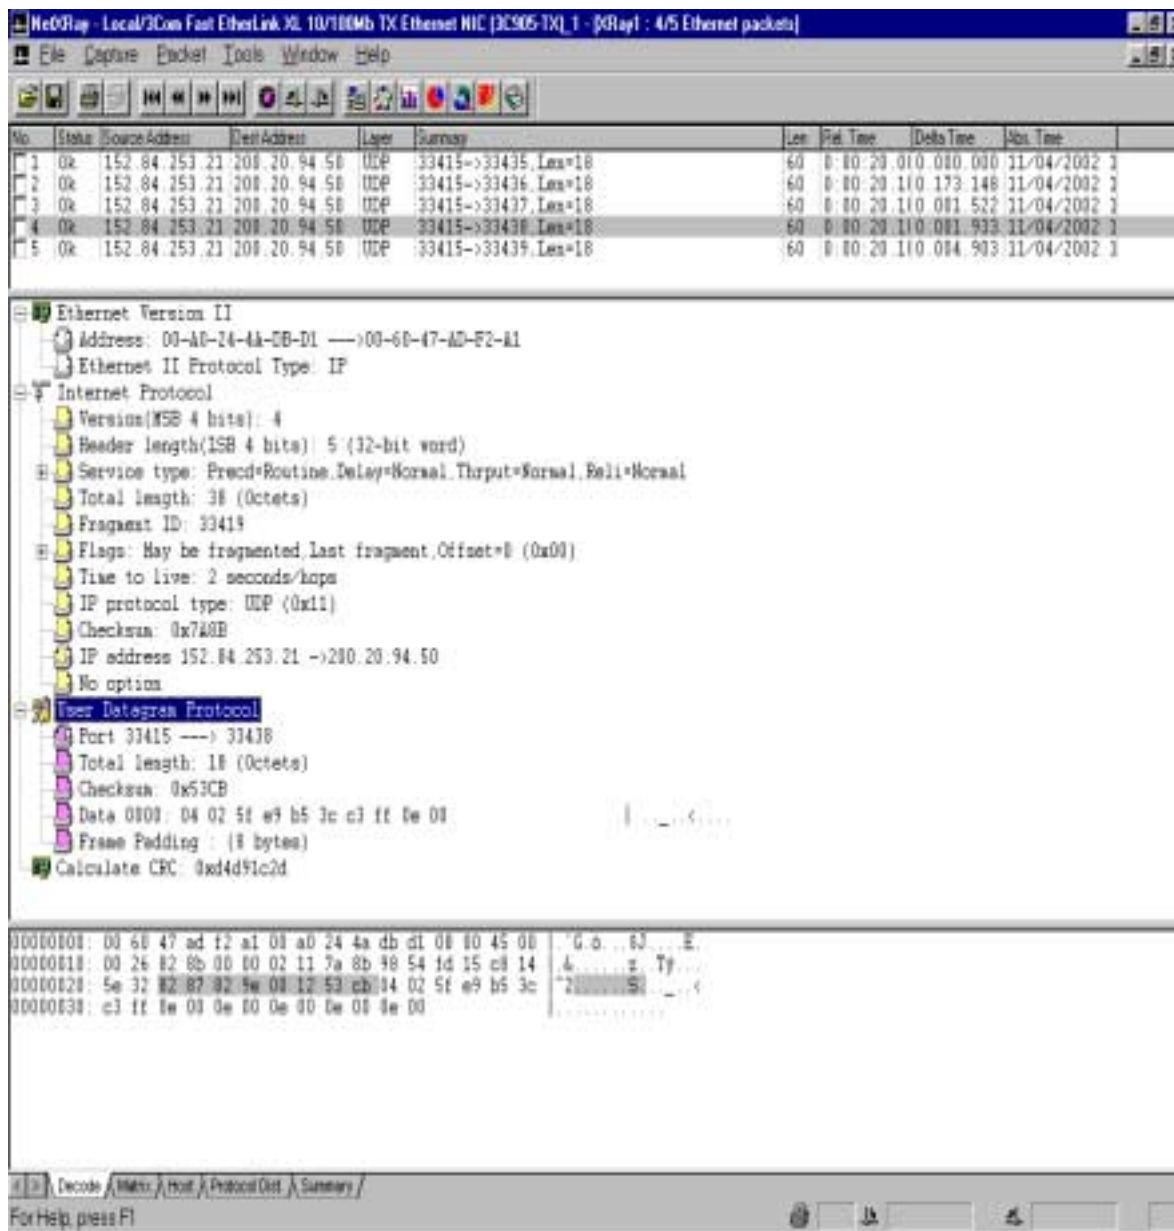 NetXRay - Local/3Com Fast EtherLink XL 10/100Mb TX Ethernet NIC (3C905-TX)_1 - [XRay1 : 4/5 Ethernet packets]
File Capture Packet Tools Window Help
No. Status Source Address Dest Address Layer Summary Len Rel. Time Delta Time Abs. Time
1 Ok 152.84.253.21 200.20.94.50 UDP 33415->33435,Len=18 60 0:00:20.0 0.000.000 11/04/2002 1
2 Ok 152.84.253.21 200.20.94.50 UDP 33415->33436,Len=18 60 0:00:20.1 0.173.148 11/04/2002 1
3 Ok 152.84.253.21 200.20.94.50 UDP 33415->33437,Len=18 60 0:00:20.1 0.001.522 11/04/2002 1
4 Ok 152.84.253.21 200.20.94.50 UDP 33415->33438,Len=18 60 0:00:20.1 0.001.933 11/04/2002 1
5 Ok 152.84.253.21 200.20.94.50 UDP 33415->33439,Len=18 60 0:00:20.1 0.004.903 11/04/2002 1
Ethernet Version II
Address: 00-A0-24-4A-DB-D1 --->00-60-47-AD-F2-A1
Ethernet II Protocol Type: IP
Internet Protocol
Version(MSB 4 bits): 4
Header length(LSB 4 bits): 5 (32-bit word)
Service type: Precd=Routine,Delay=Normal,Thrput=Normal,Reli=Normal
Total length: 38 (Octets)
Fragment ID: 33419
Flags: May be fragmented,Last fragment,Offset=0 (0x00)
Time to live: 2 seconds/hops
IP protocol type: UDP (0x11)
Checksum: 0x7A8B
IP address 152.84.253.21 ->200.20.94.50
No option
User Datagram Protocol
Port 33415 ---> 33438
Total length: 18 (Octets)
Checksum: 0x53CB
Data 0000: 04 02 5f e9 b5 3c c3 ff 0e 00 | .._..<....
Frame Padding : (8 bytes)
Calculate CRC: 0xd4d91c2d
00000000: 00 60 47 ad f2 a1 00 a0 24 4a db d1 08 00 45 00
00000010: 00 26 82 8b 00 00 02 11 7a 8b 98 54 fd 15 c8 14
00000020: 5e 32 82 87 82 9e 00 12 53 cb 04 02 5f e9 b5 3c
00000030: c3 ff 0e 00 0e 00 0e 00 0e 00 0e 00
Decode Matrix Host Protocol Dist Summary
For Help, press F1